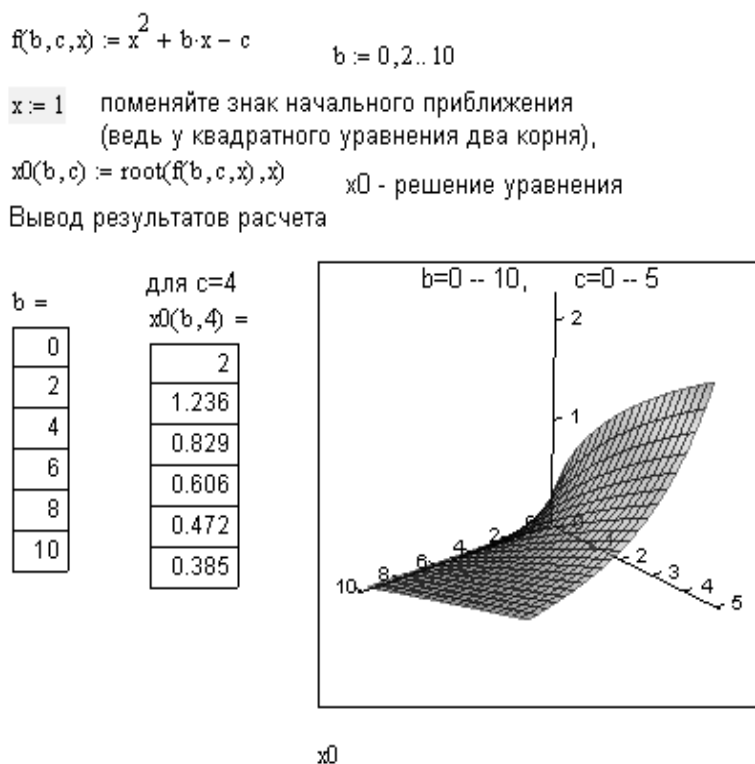 f(b,c,x) := x² + b·x − c
b := 0,2.. 10
x := 1
поменяйте знак начального приближения
(ведь у квадратного уравнения два корня),
x0(b,c) := root(f(b,c,x),x)
x0 - решение уравнения
Вывод результатов расчета
b =
0
2
4
6
8
10
для c=4
x0(b,4) =
2
1.236
0.829
0.606
0.472
0.385
b=0 -- 10, c=0 -- 5
2
1
10 8 6 4 2 0
0 1 2 3 4 5
x0